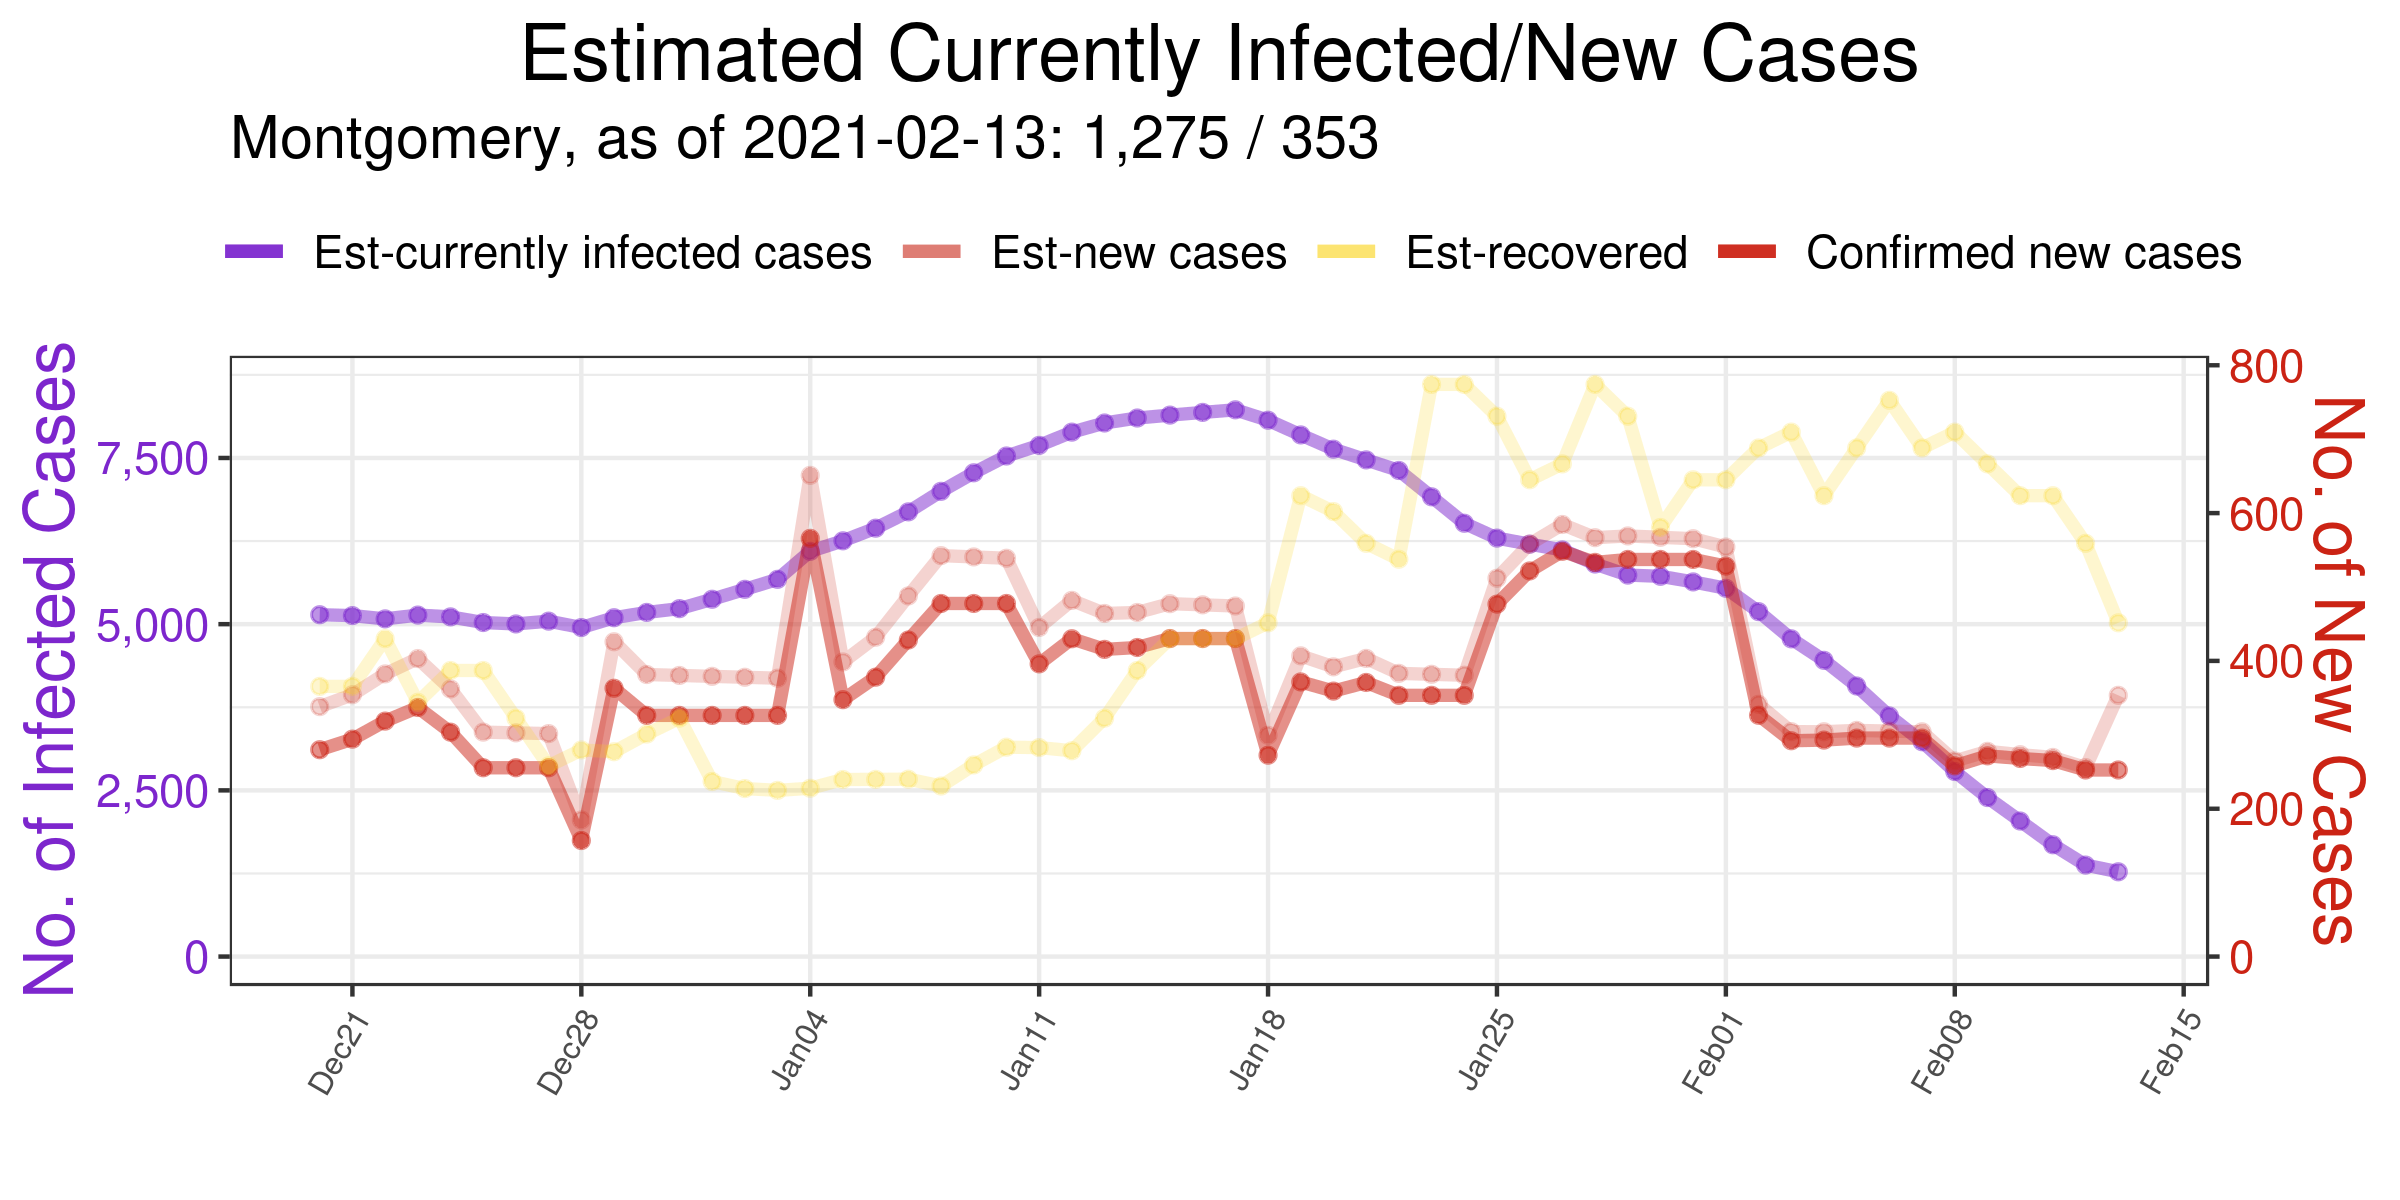 Estimated Currently Infected/New Cases
Montgomery, as of 2021-02-13: 1,275 / 353
Est-currently infected cases Est-new cases Est-recovered Confirmed new cases
No. of Infected Cases
7,500
5,000
2,500
0
800
600
400
200
0
No. of New Cases
Dec21 Dec28 Jan04 Jan11 Jan18 Jan25 Feb01 Feb08 Feb15